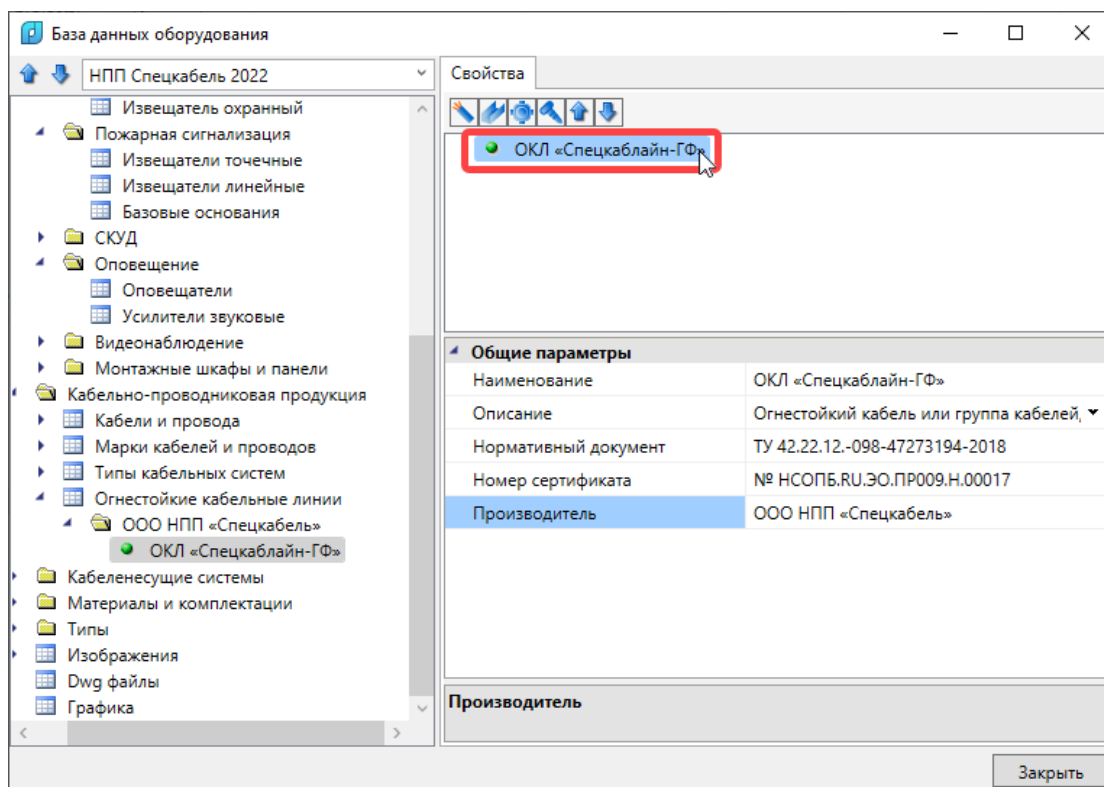 База данных оборудования
НПП Спецкабель 2022
Извещатель охранный
Пожарная сигнализация
Извещатели точечные
Извещатели линейные
Базовые основания
СКУД
Оповещение
Оповещатели
Усилители звуковые
Видеонаблюдение
Монтажные шкафы и панели
Кабельно-проводниковая продукция
Кабели и провода
Марки кабелей и проводов
Типы кабельных систем
Огнестойкие кабельные линии
ООО НПП «Спецкабель»
ОКЛ «Спецкаблайн-ГФ»
Кабеленесущие системы
Материалы и комплектации
Типы
Изображения
Dwg файлы
Графика
Свойства
ОКЛ «Спецкаблайн-ГФ»
Общие параметры
Наименование ОКЛ «Спецкаблайн-ГФ»
Описание Огнестойкий кабель или группа кабелей,
Нормативный документ ТУ 42.22.12.-098-47273194-2018
Номер сертификата № НСОПБ.RU.ЭО.ПР009.Н.00017
Производитель ООО НПП «Спецкабель»
Производитель
Закрыть